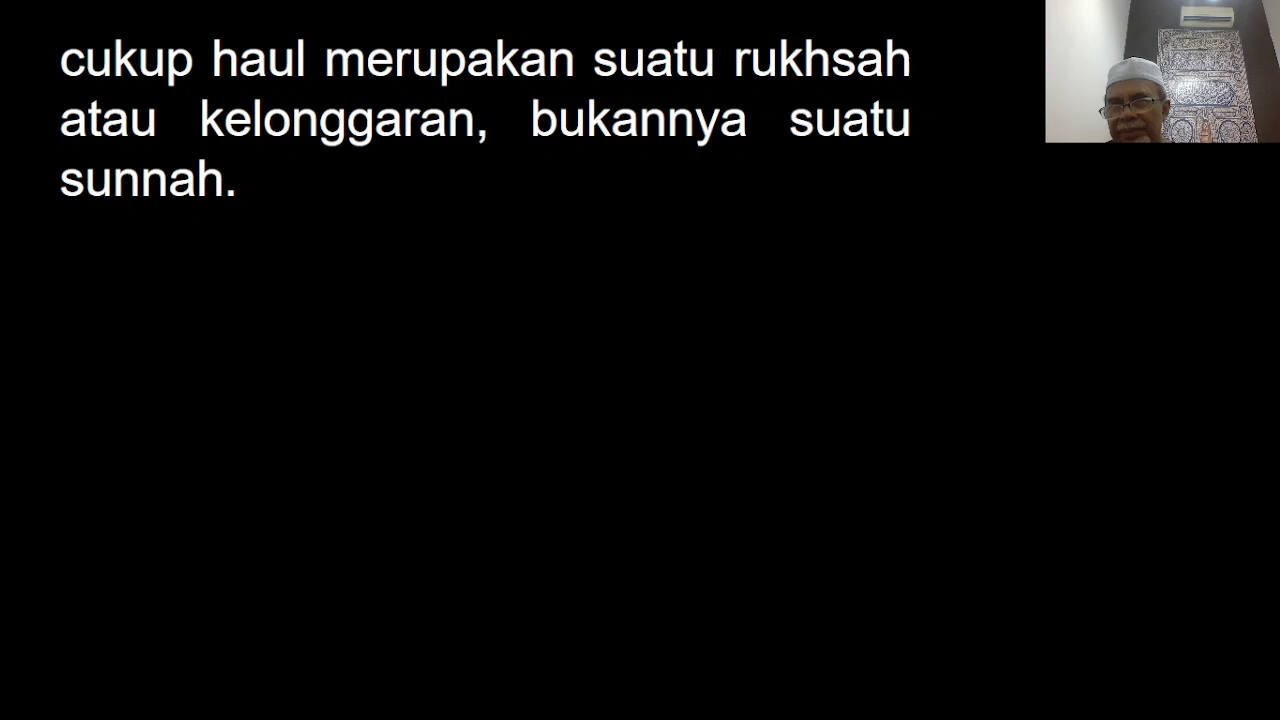 cukup haul merupakan suatu rukhsah
atau kelonggaran, bukannya suatu
sunnah.